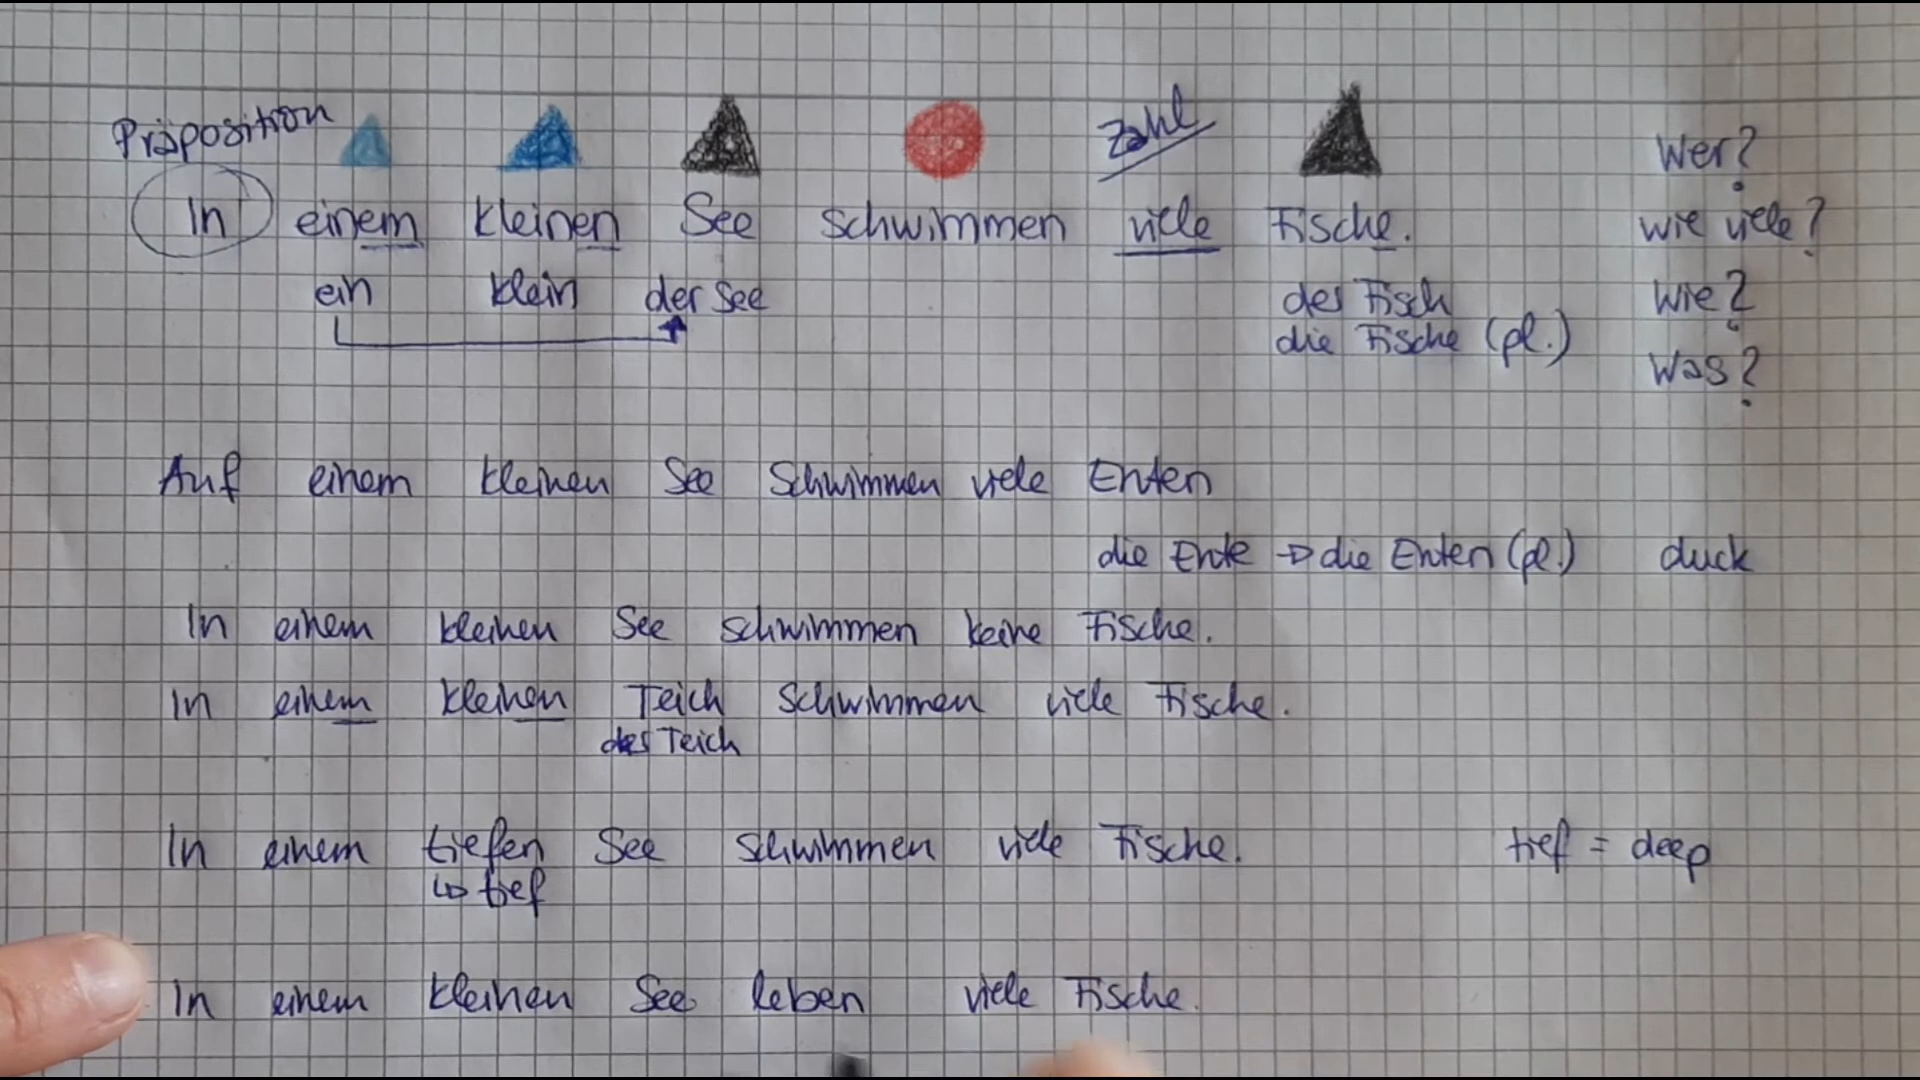 Präposition Zahl
Wer?
In einem kleinen See schwimmen viele Fische.
wie viele?
ein klein der See der Fisch
Wie?
die Fische (pl.)
Was?
Auf einem kleinen See schwimmen viele Enten
die Ente → die Enten (pl.) duck
In einem kleinen See schwimmen keine Fische.
In einem kleinen Teich schwimmen viele Fische.
der Teich
In einem tiefen See schwimmen viele Fische. tief = deep
↳ tief
In einem kleinen See leben viele Fische.